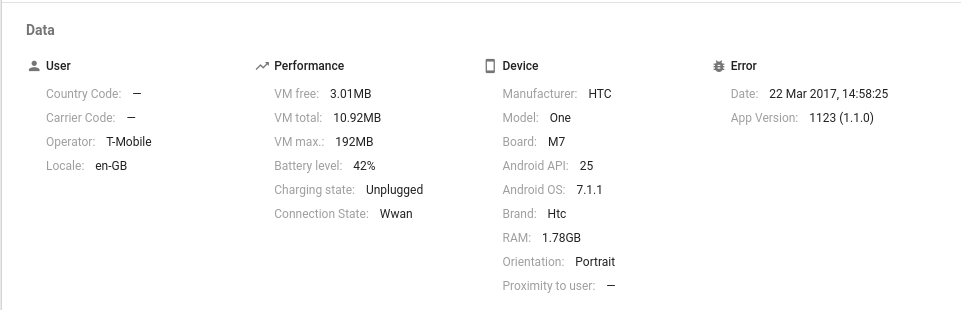 Data
User
Country Code: —
Carrier Code: —
Operator: T-Mobile
Locale: en-GB
Performance
VM free: 3.01MB
VM total: 10.92MB
VM max.: 192MB
Battery level: 42%
Charging state: Unplugged
Connection State: Wwan
Device
Manufacturer: HTC
Model: One
Board: M7
Android API: 25
Android OS: 7.1.1
Brand: Htc
RAM: 1.78GB
Orientation: Portrait
Proximity to user: —
Error
Date: 22 Mar 2017, 14:58:25
App Version: 1123 (1.1.0)